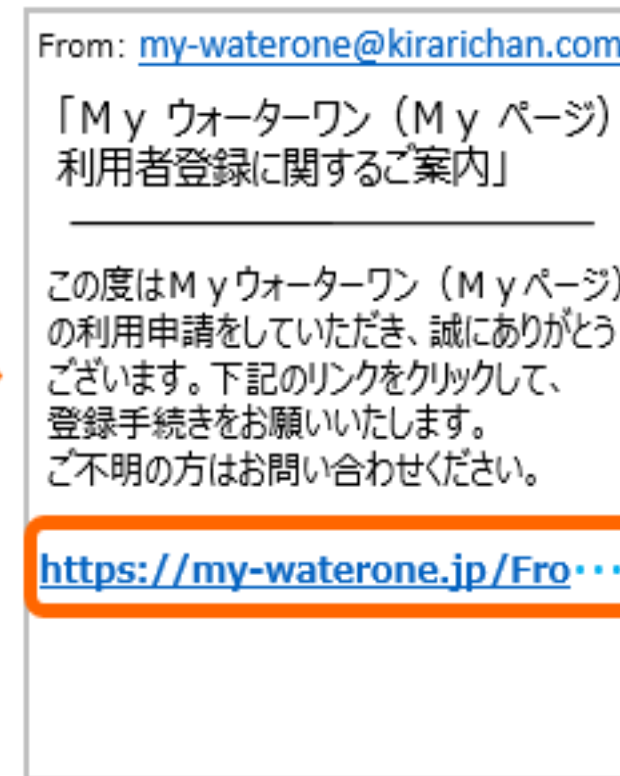 From: my-waterone@kirarichan.com
「Ｍｙ ウォーターワン（Ｍｙ ページ）
利用者登録に関するご案内」
この度はＭｙウォーターワン（Ｍｙページ）
の利用申請をしていただき、誠にありがとう
ございます。下記のリンクをクリックして、
登録手続きをお願いいたします。
ご不明の方はお問い合わせください。
https://my-waterone.jp/Fro･･･